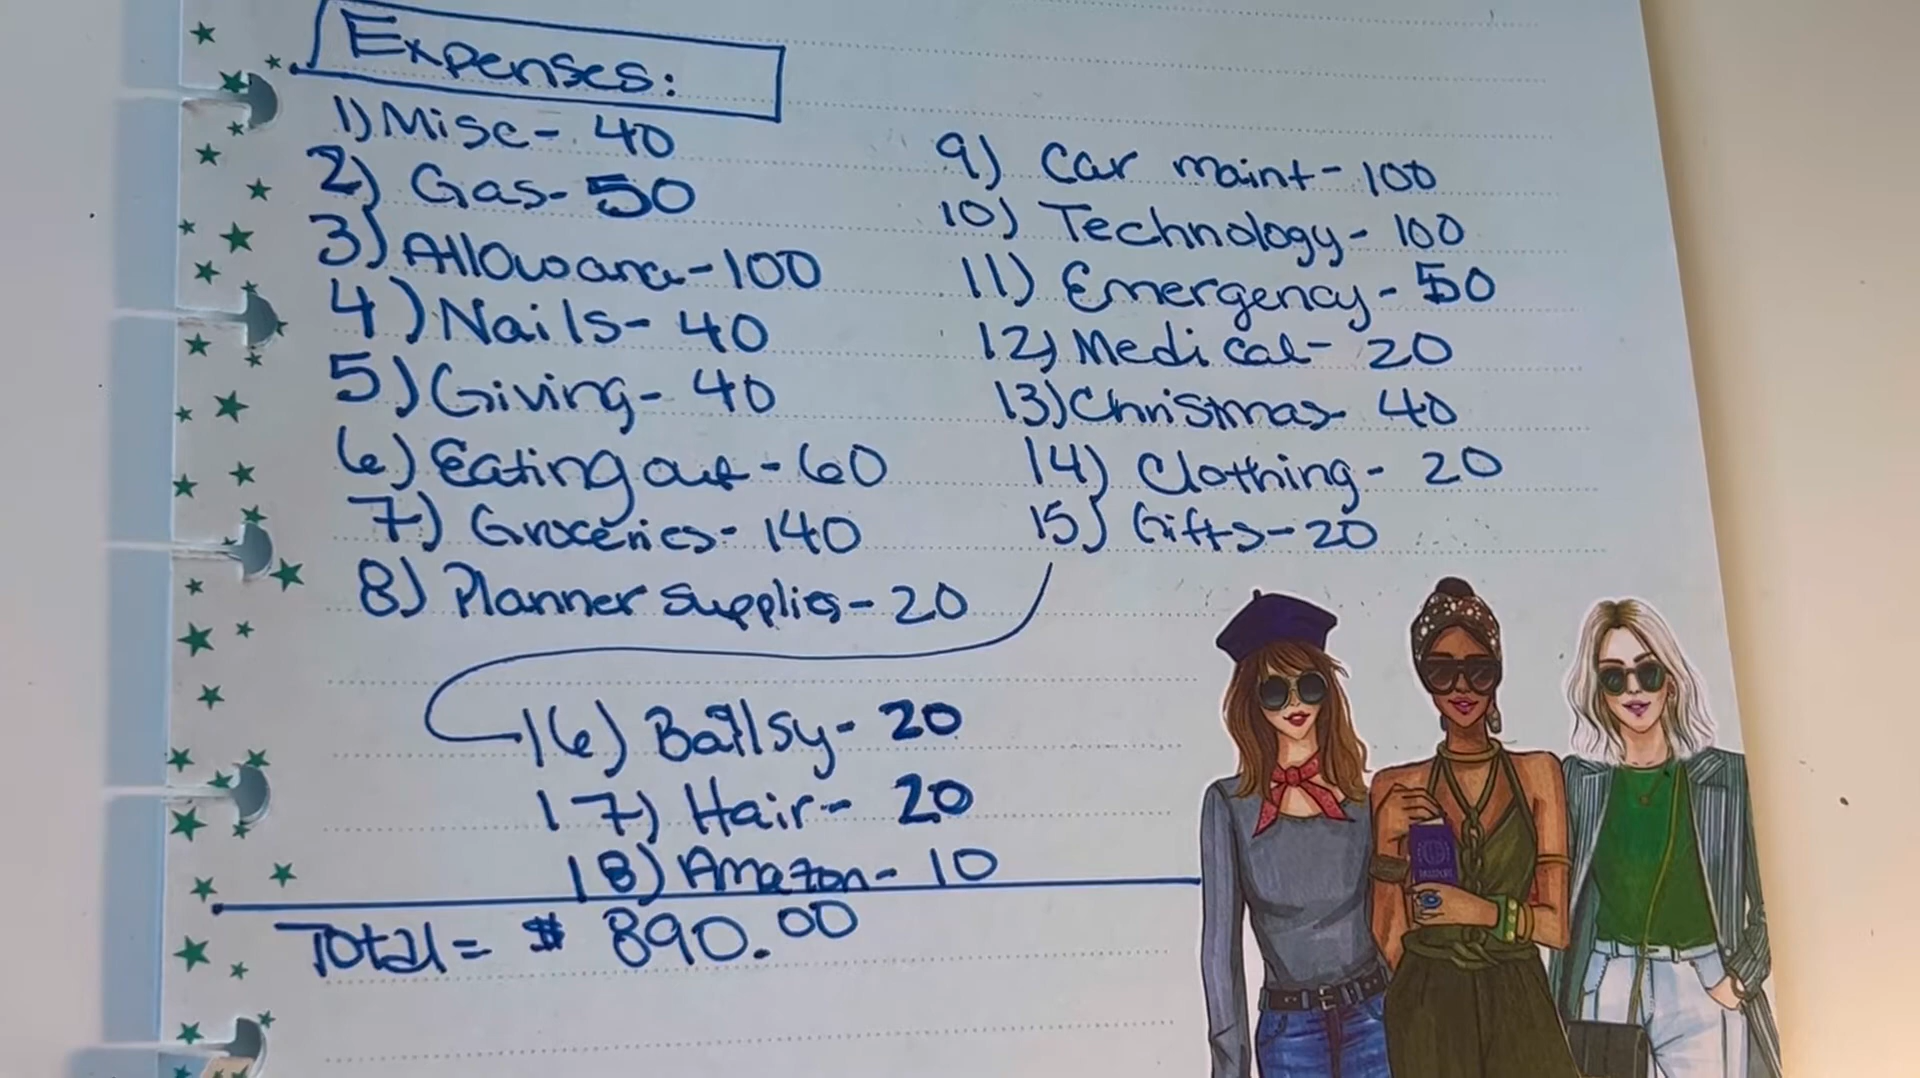 Expenses:
1) Misc- 40
2) Gas- 50
3) Allowance-100
4) Nails- 40
5) Giving- 40
6) Eating out - 60
7) Groceries- 140
8) Planner supplies- 20
9) Car maint- 100
10) Technology- 100
11) Emergency- 50
12) Medical- 20
13) Christmas- 40
14) Clothing- 20
15) Gifts-20
16) Bailsy- 20
17) Hair- 20
18) Amazon- 10
Total = $ 890.00
PASSPORT